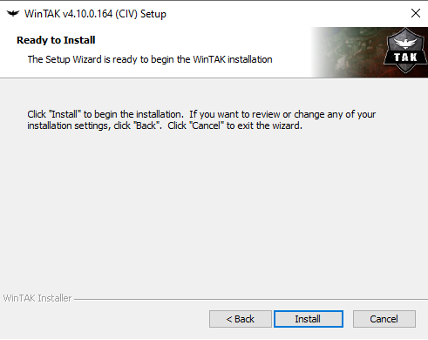 WinTAK v4.10.0.164 (CIV) Setup
Ready to Install
The Setup Wizard is ready to begin the WinTAK installation
TAK
Click "Install" to begin the installation. If you want to review or change any of your
installation settings, click "Back". Click "Cancel" to exit the wizard.
WinTAK Installer
< Back
Install
Cancel